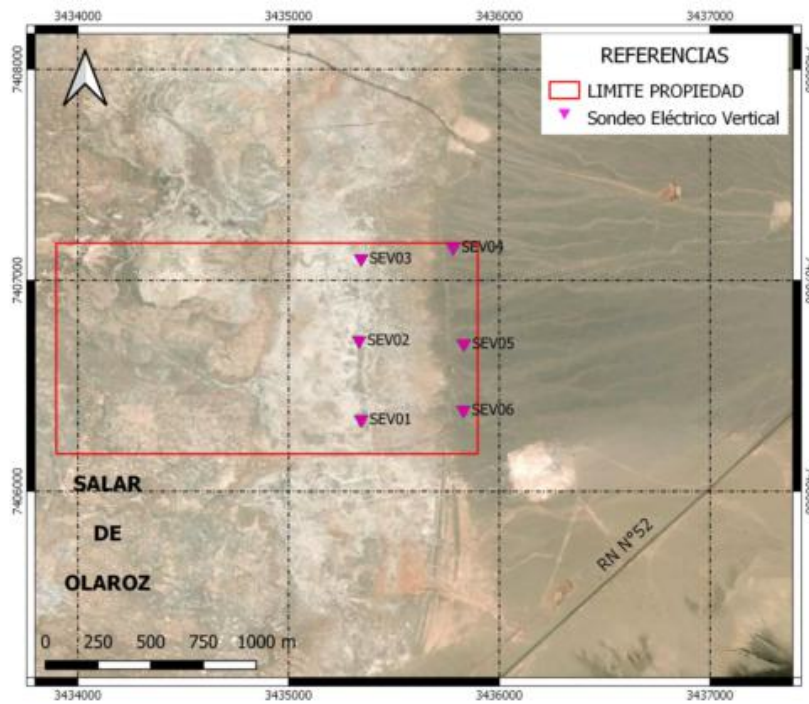 3434000 3435000 3436000 3437000
REFERENCIAS
LIMITE PROPIEDAD
Sondeo Eléctrico Vertical
7408000
SEV04
SEV03
7407000
SEV02
SEV05
SEV06
SEV01
7406000
SALAR
DE
OLAROZ
RN N°52
0 250 500 750 1000 m
3434000 3435000 3436000 3437000